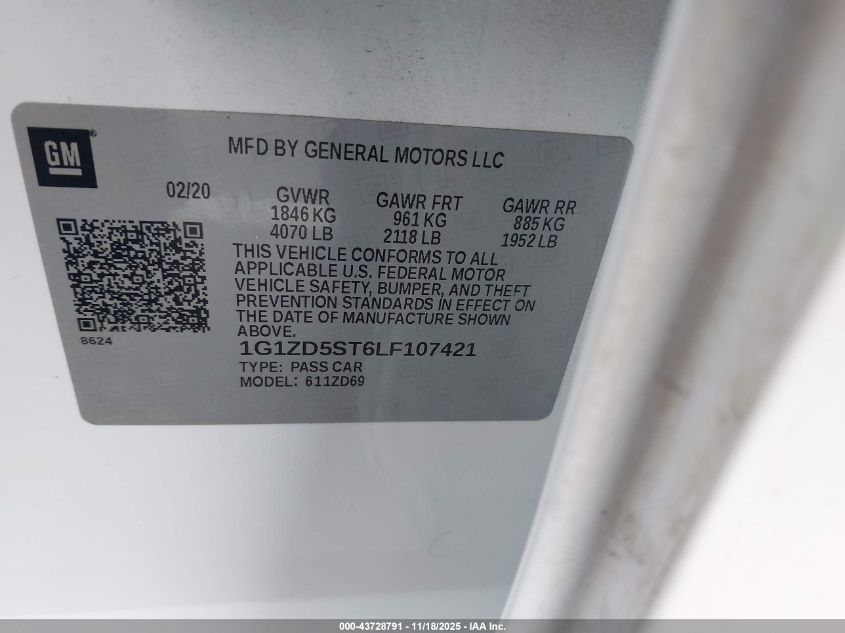 GM
MFD BY GENERAL MOTORS LLC
02/20
GVWR
1846 KG
4070 LB
GAWR FRT
961 KG
2118 LB
GAWR RR
885 KG
1952 LB
THIS VEHICLE CONFORMS TO ALL
APPLICABLE U.S. FEDERAL MOTOR
VEHICLE SAFETY, BUMPER, AND THEFT
PREVENTION STANDARDS IN EFFECT ON
THE DATE OF MANUFACTURE SHOWN
ABOVE.
8624
1G1ZD5ST6LF107421
TYPE: PASS CAR
MODEL: 611ZD69
000-43728791 - 11/18/2025 - IAA Inc.